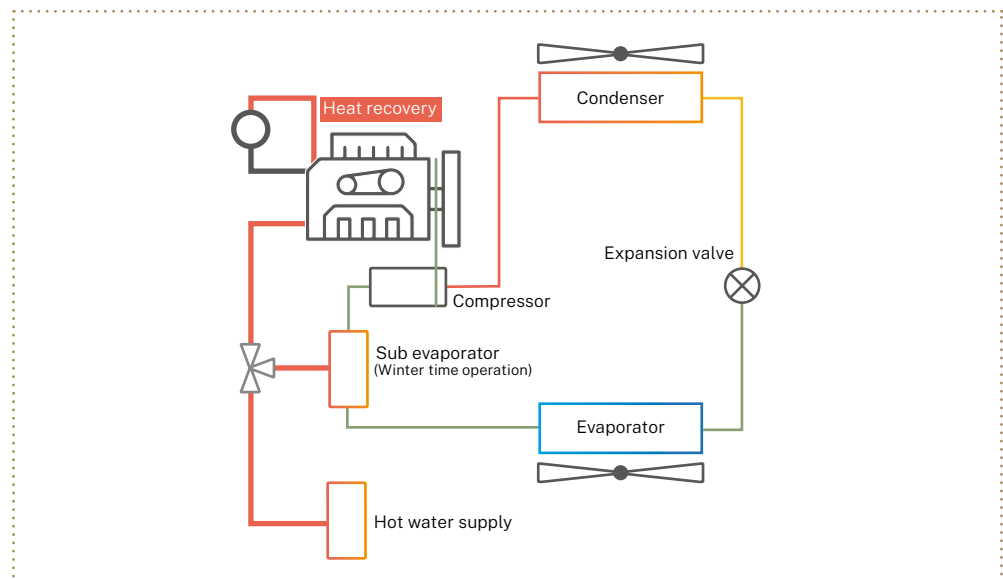 Condenser
Heat recovery
Expansion valve
Compressor
Sub evaporator
(Winter time operation)
Evaporator
Hot water supply